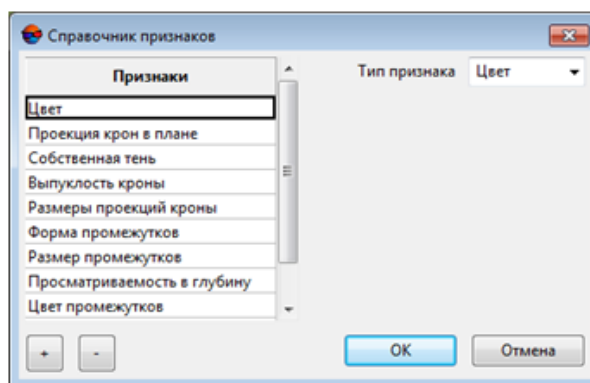 Справочник признаков
Признаки
Тип признака Цвет
Цвет
Проекция крон в плане
Собственная тень
Выпуклость кроны
Размеры проекций кроны
Форма промежутков
Размер промежутков
Просматриваемость в глубину
Цвет промежутков
+ - OK Отмена